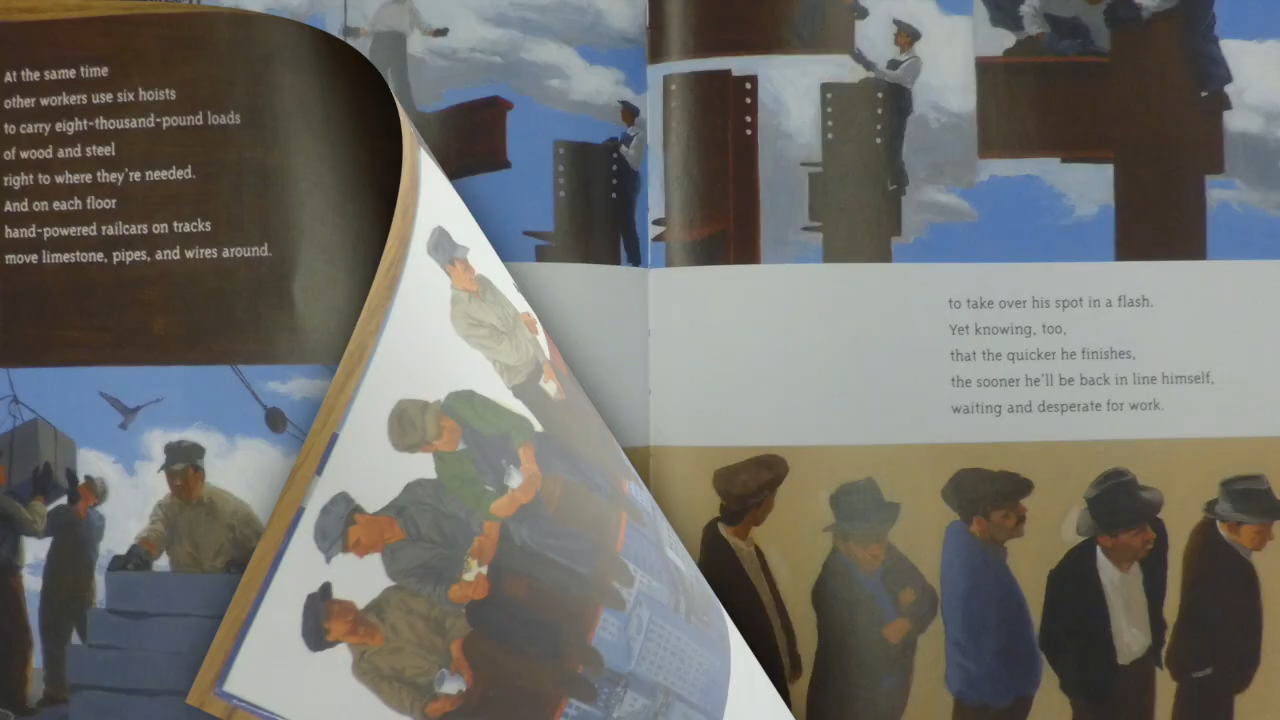 At the same time
other workers use six hoists
to carry eight-thousand-pound loads
of wood and steel
right to where they're needed.
And on each floor
hand-powered railcars on tracks
move limestone, pipes, and wires around.
to take over his spot in a flash.
Yet knowing, too,
that the quicker he finishes,
the sooner he'll be back in line himself,
waiting and desperate for work.